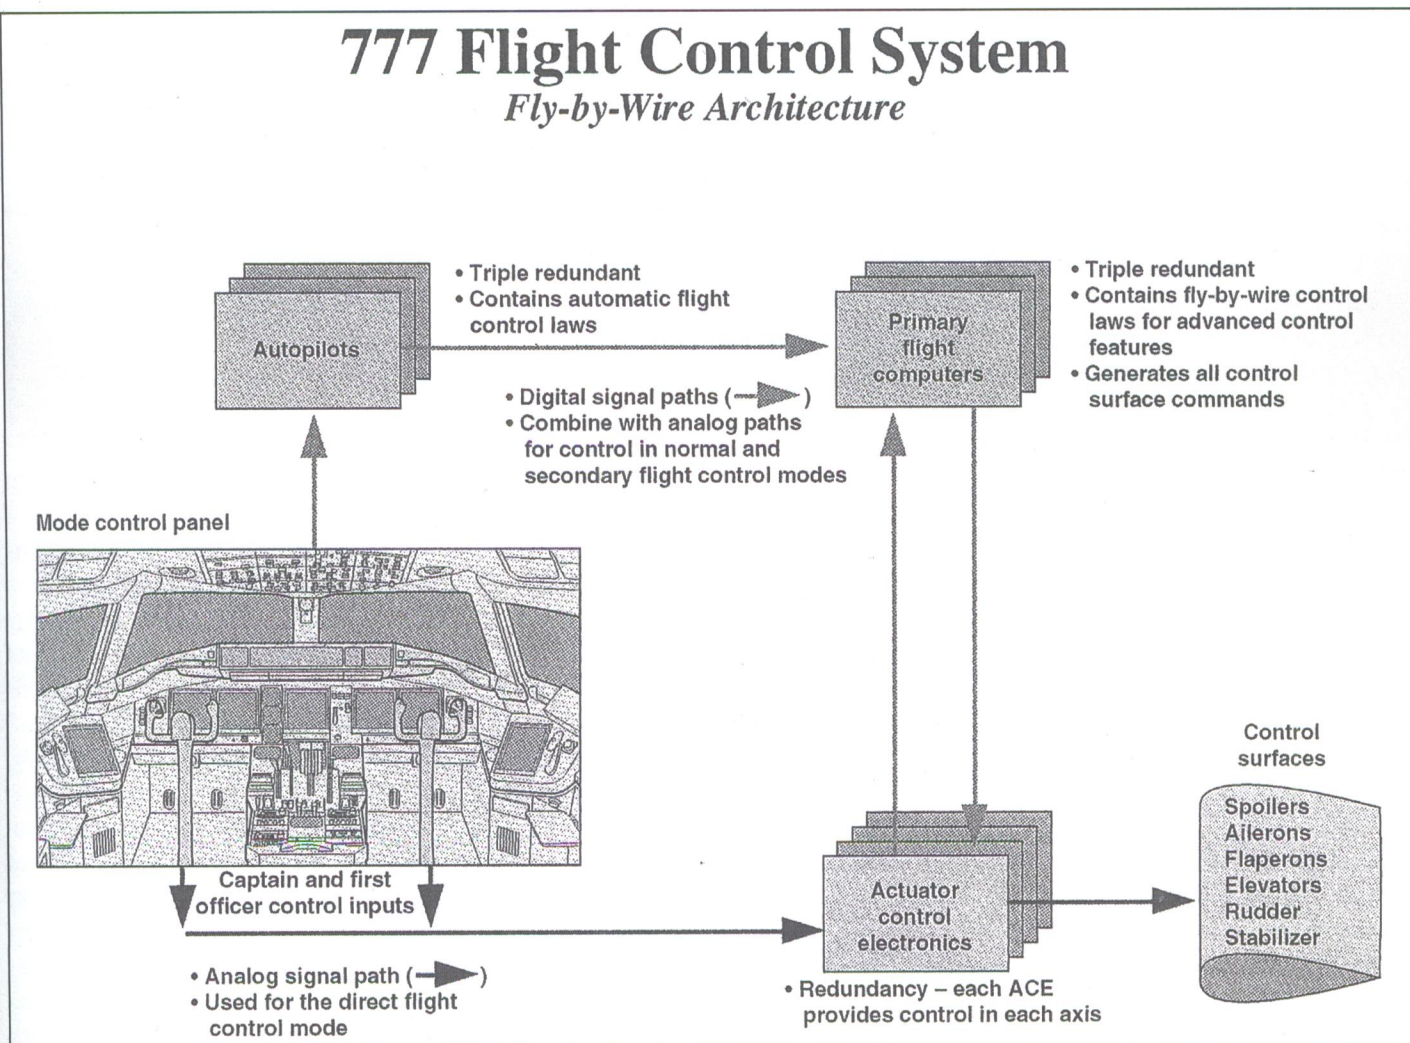 777 Flight Control System
Fly-by-Wire Architecture
• Triple redundant
• Contains automatic flight
control laws
Autopilots
Primary
flight
computers
• Triple redundant
• Contains fly-by-wire control
laws for advanced control
features
• Generates all control
surface commands
• Digital signal paths ( )
• Combine with analog paths
for control in normal and
secondary flight control modes
Mode control panel
Captain and first
officer control inputs
• Analog signal path ( )
• Used for the direct flight
control mode
Actuator
control
electronics
• Redundancy – each ACE
provides control in each axis
Control
surfaces
Spoilers
Ailerons
Flaperons
Elevators
Rudder
Stabilizer